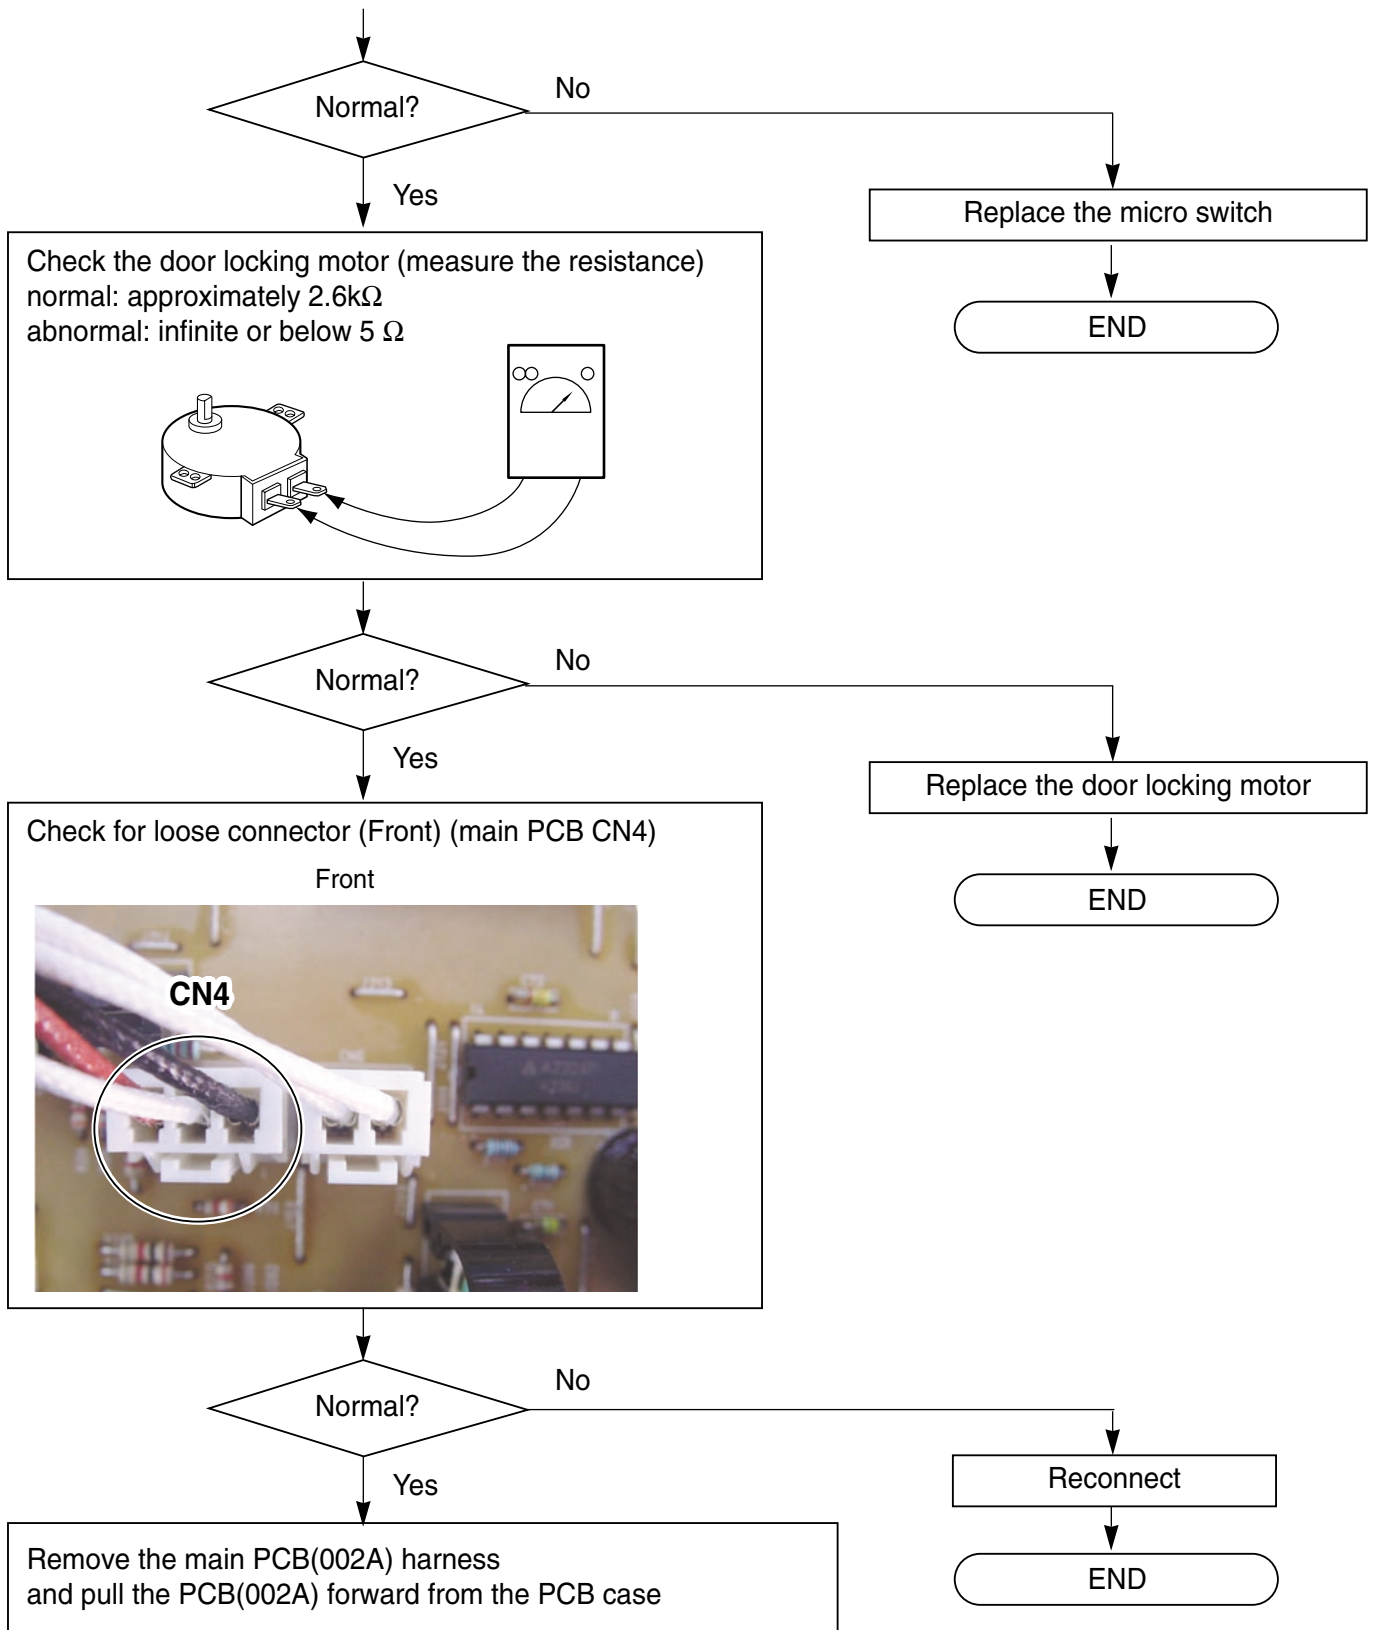 Normal?
No
Yes
Replace the micro switch
END
Check the door locking motor (measure the resistance)
normal: approximately 2.6kΩ
abnormal: infinite or below 5 Ω
Normal?
No
Yes
Replace the door locking motor
END
Check for loose connector (Front) (main PCB CN4)
Front
CN4
Normal?
No
Yes
Reconnect
END
Remove the main PCB(002A) harness
and pull the PCB(002A) forward from the PCB case